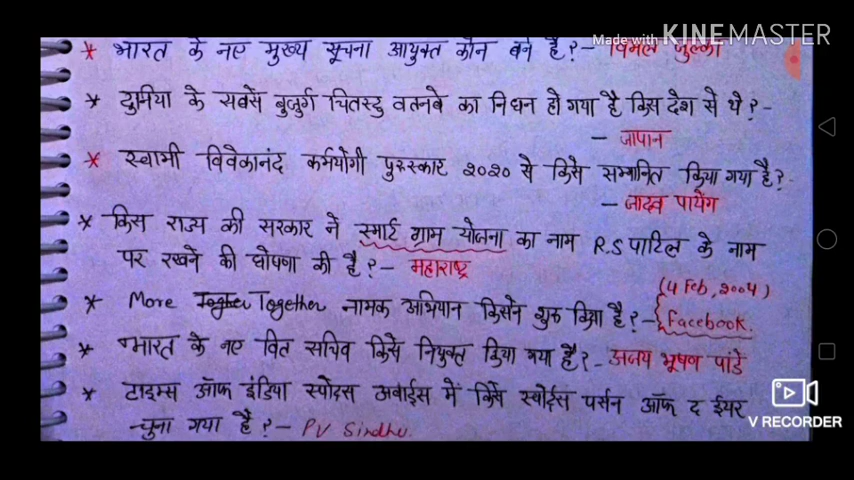 Made with KINEMASTER
* भारत के नए मुख्य सूचना आयुक्त कौन बने है? - बिमल जुल्का
* दुनिया के सबसे बुजुर्ग चितस्तु वतनबे का निधन हो गया है किस देश से थे? -
- जापान
* स्वामी विवेकानंद कर्मयोगी पुरुस्कार २०२० से किसे सम्मानित किया गया है? -
- जादव पायेंग
* किस राज्य की सरकार ने स्मार्ट ग्राम योजना का नाम R.S पाटिल के नाम
पर रखने की घोषणा की है? - महाराष्ट्र
(4 Feb, 2004)
* More Together नामक अभियान किसने शुरू किया है? - Facebook.
* भारत के नए वित सचिव किसे नियुक्त किया गया है? - अजय भूषण पांडे
* टाइम्स ऑफ इंडिया स्पोर्ट्स अवार्ड्स में किसे स्पोर्ट्स पर्सन ऑफ द ईयर
चुना गया है? - PV Sindhu.
V RECORDER